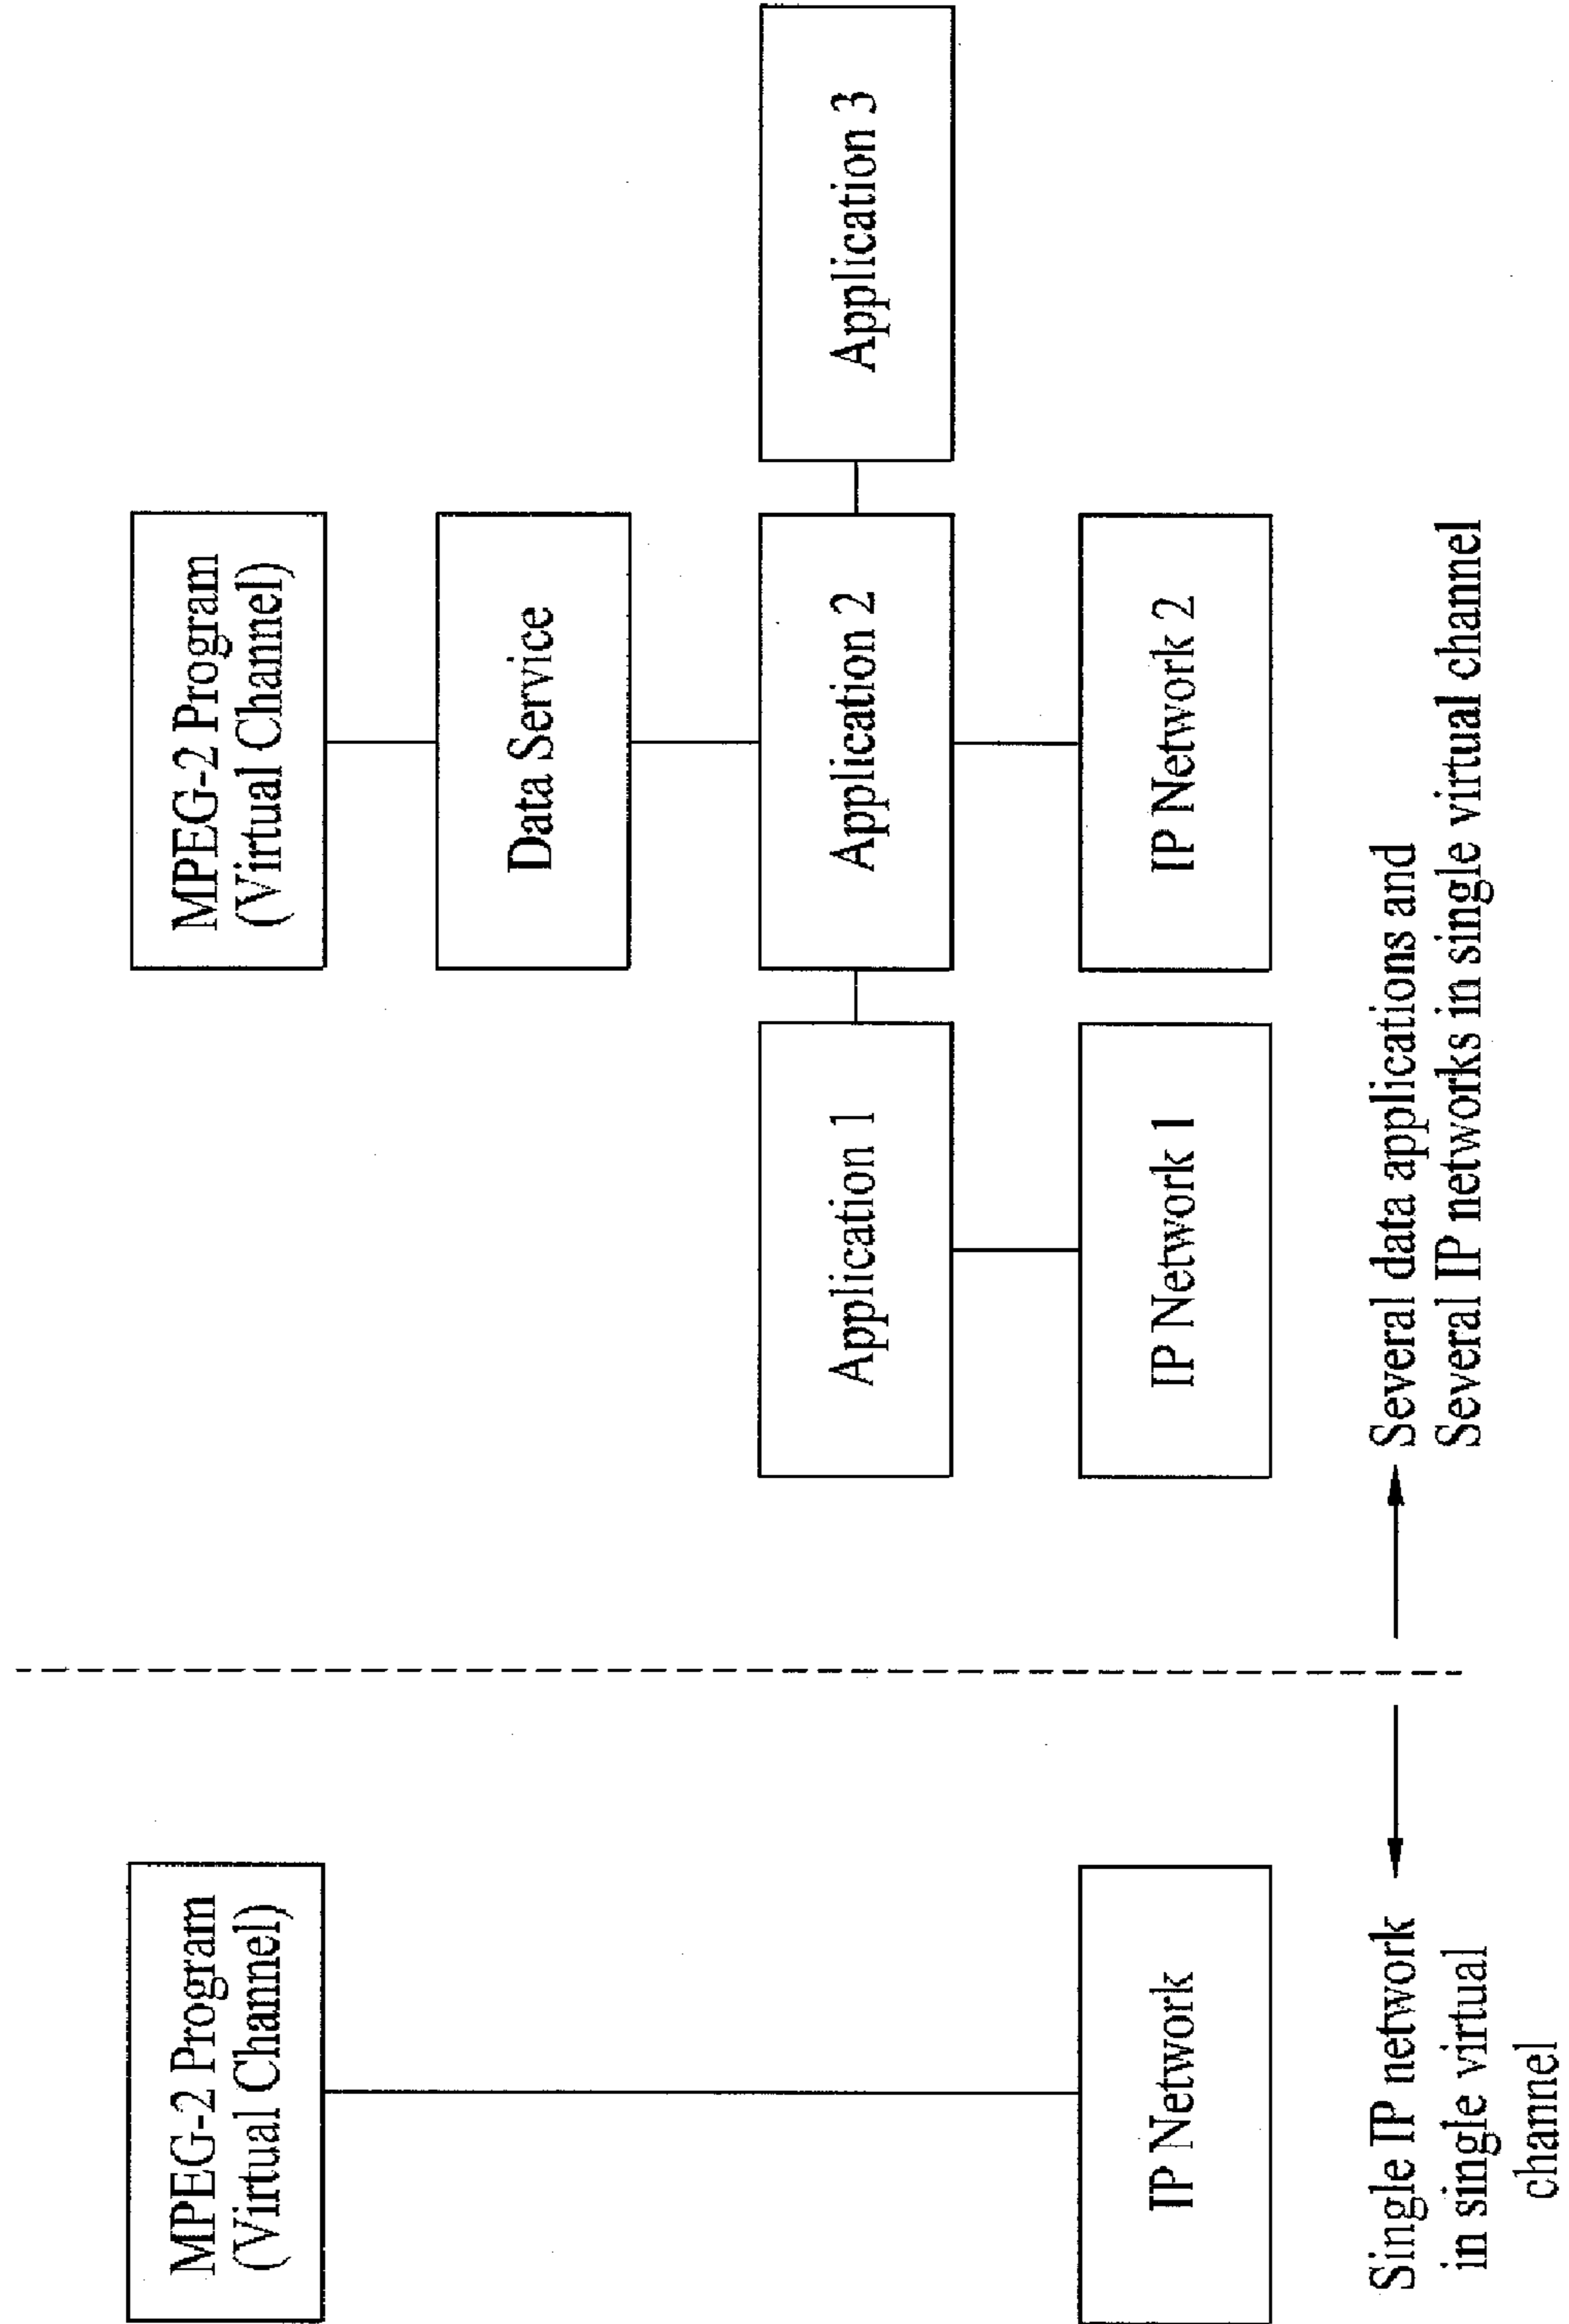 MPEG-2 Program
(Virtual Channel)
IP Network
Single IP network
in single virtual
channel
MPEG-2 Program
(Virtual Channel)
Data Service
Application 1
Application 2
Application 3
IP Network 1
IP Network 2
Several data applications and
Several IP networks in single virtual channel